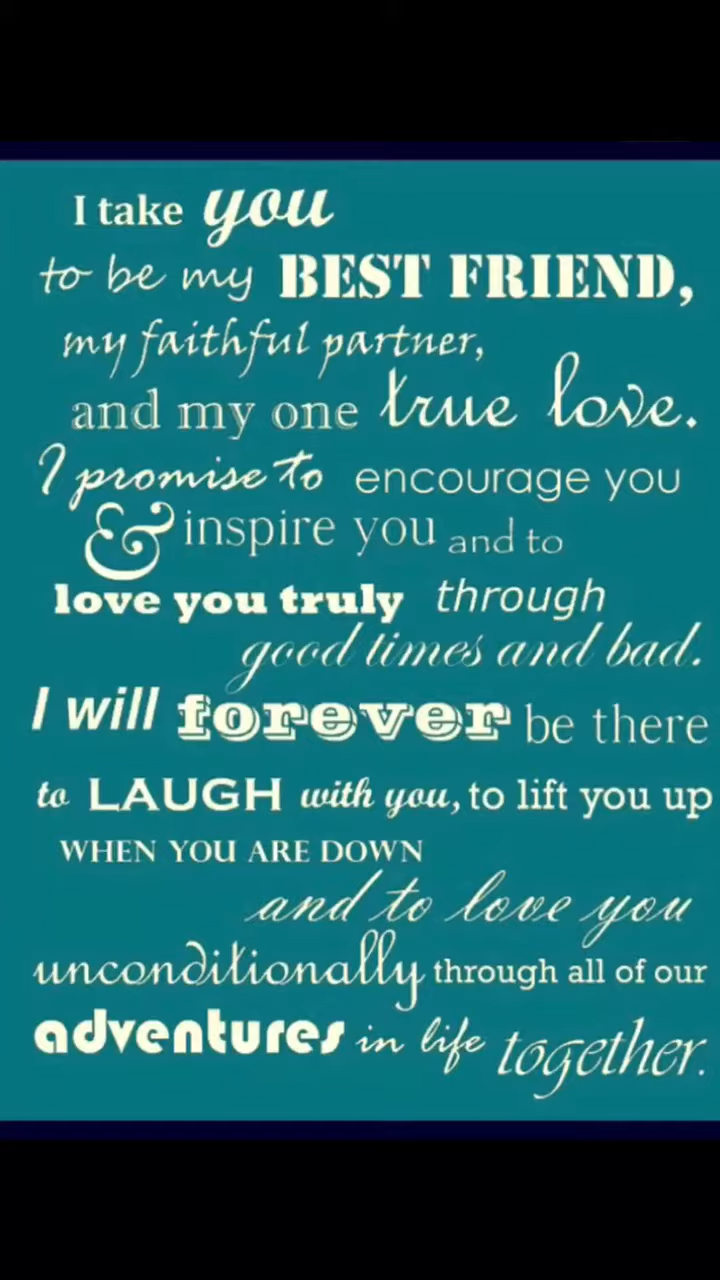 I take you
to be my BEST FRIEND,
my faithful partner,
and my one true love.
I promise to encourage you
& inspire you and to
love you truly through
good times and bad.
I will forever be there
to LAUGH with you, to lift you up
WHEN YOU ARE DOWN
and to love you
unconditionally through all of our
adventures in life together.